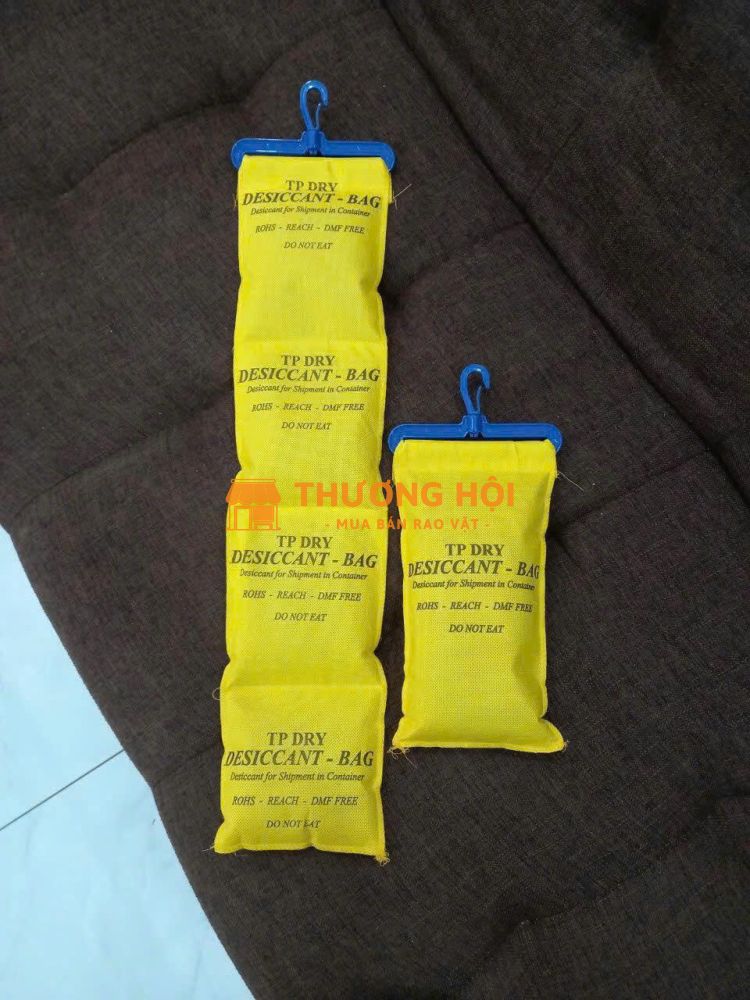 TP DRY
DESICCANT - BAG
Desiccant for Shipment in Container
ROHS - REACH - DMF FREE
DO NOT EAT
TP DRY
DESICCANT - BAG
Desiccant for Shipment in Container
ROHS - REACH - DMF FREE
DO NOT EAT
THƯƠNG HỘI
- MUA BÁN RAO VẶT -
TP DRY
DESICCANT - BAG
Desiccant for Shipment in Container
ROHS - REACH - DMF FREE
DO NOT EAT
TP DRY
DESICCANT - BAG
Desiccant for Shipment in Container
ROHS - REACH - DMF FREE
DO NOT EAT
TP DRY
DESICCANT - BAG
Desiccant for Shipment in Container
ROHS - REACH - DMF FREE
DO NOT EAT